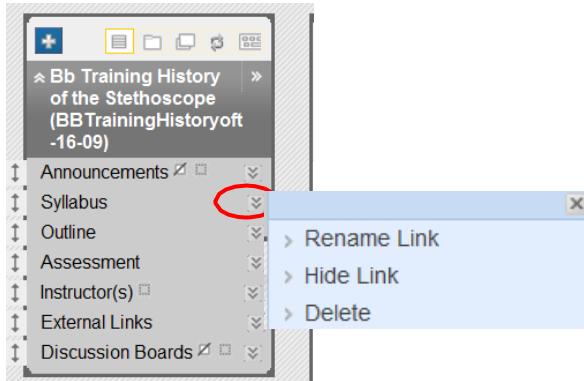 Bb Training History
of the Stethoscope
(BBTrainingHistoryoft
-16-09)
Announcements
Syllabus
Outline
Assessment
Instructor(s)
External Links
Discussion Boards
Rename Link
Hide Link
Delete